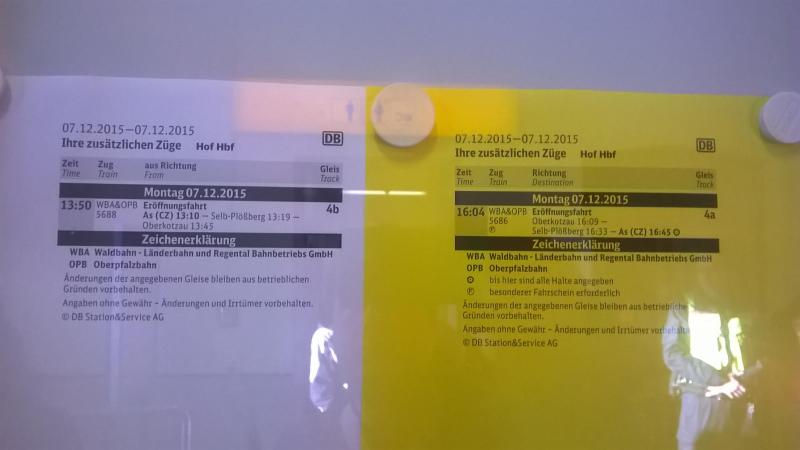 07.12.2015—07.12.2015
Ihre zusätzlichen Züge Hof Hbf
DB
Zeit Zug aus Richtung Gleis
Time Train From Track
Montag 07.12.2015
13:50 WBA&OPB Eröffnungsfahrt 4b
5688 As (CZ) 13:10 — Selb-Plößberg 13:19 —
Oberkotzau 13:45
Zeichenerklärung
WBA Waldbahn - Länderbahn und Regental Bahnbetriebs GmbH
OPB Oberpfalzbahn
Änderungen der angegebenen Gleise bleiben aus betrieblichen
Gründen vorbehalten.
Angaben ohne Gewähr – Änderungen und Irrtümer vorbehalten.
© DB Station&Service AG
07.12.2015—07.12.2015
Ihre zusätzlichen Züge Hof Hbf
DB
Zeit Zug Richtung Gleis
Time Train Destination Track
Montag 07.12.2015
16:04 WBA&OPB Eröffnungsfahrt 4a
5686 Oberkotzau 16:09 —
Ⓟ Selb-Plößberg 16:33 — As (CZ) 16:45 ⊙
Zeichenerklärung
WBA Waldbahn - Länderbahn und Regental Bahnbetriebs GmbH
OPB Oberpfalzbahn
⊙ bis hier sind alle Halte angegeben
Ⓟ besonderer Fahrschein erforderlich
Änderungen der angegebenen Gleise bleiben aus betrieblichen
Gründen vorbehalten.
Angaben ohne Gewähr – Änderungen und Irrtümer vorbehalten.
© DB Station&Service AG